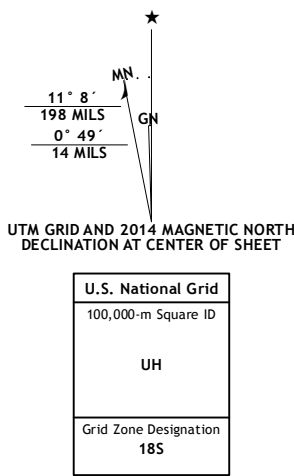 MN
GN
11° 8´
198 MILS
0° 49´
14 MILS
UTM GRID AND 2014 MAGNETIC NORTH
DECLINATION AT CENTER OF SHEET
U.S. National Grid
100,000-m Square ID
UH
Grid Zone Designation
18S